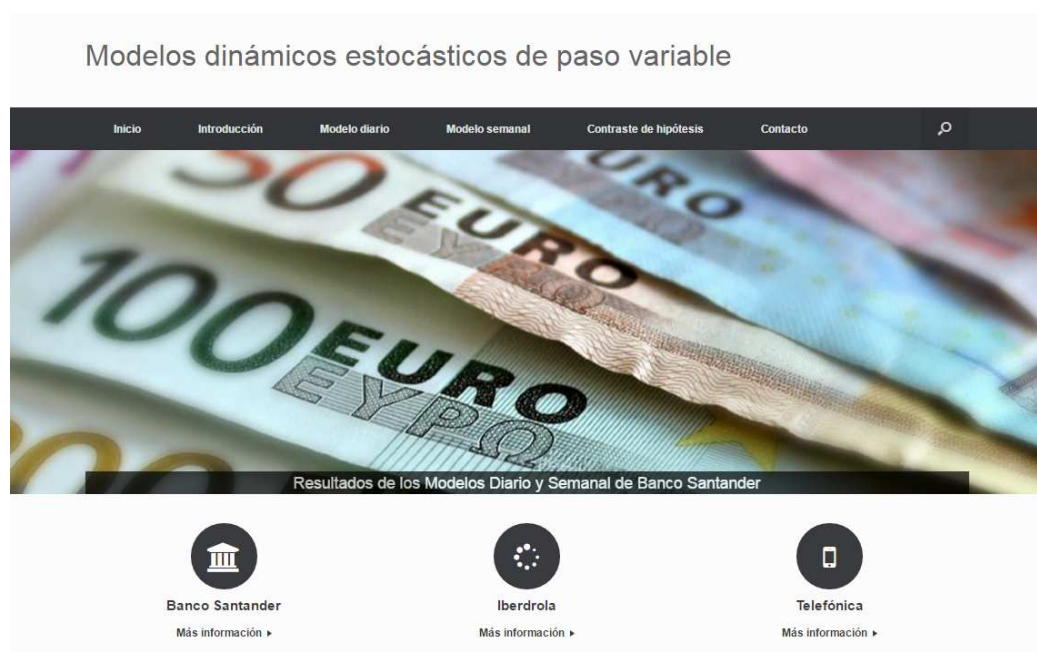 Modelos dinámicos estocásticos de paso variable
Inicio Introducción Modelo diario Modelo semanal Contraste de hipótesis Contacto
50 EURO
EYPΩ
EURO
100 EURO
EYPΩ
200
Resultados de los Modelos Diario y Semanal de Banco Santander
Banco Santander Iberdrola Telefónica
Más información Más información Más información